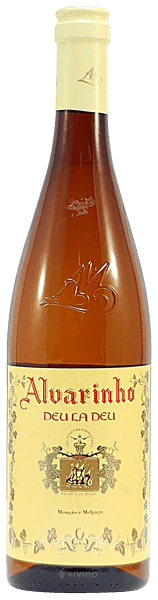 Alvarinho
DEU LA DEU
Monção e Melgaço
vivino